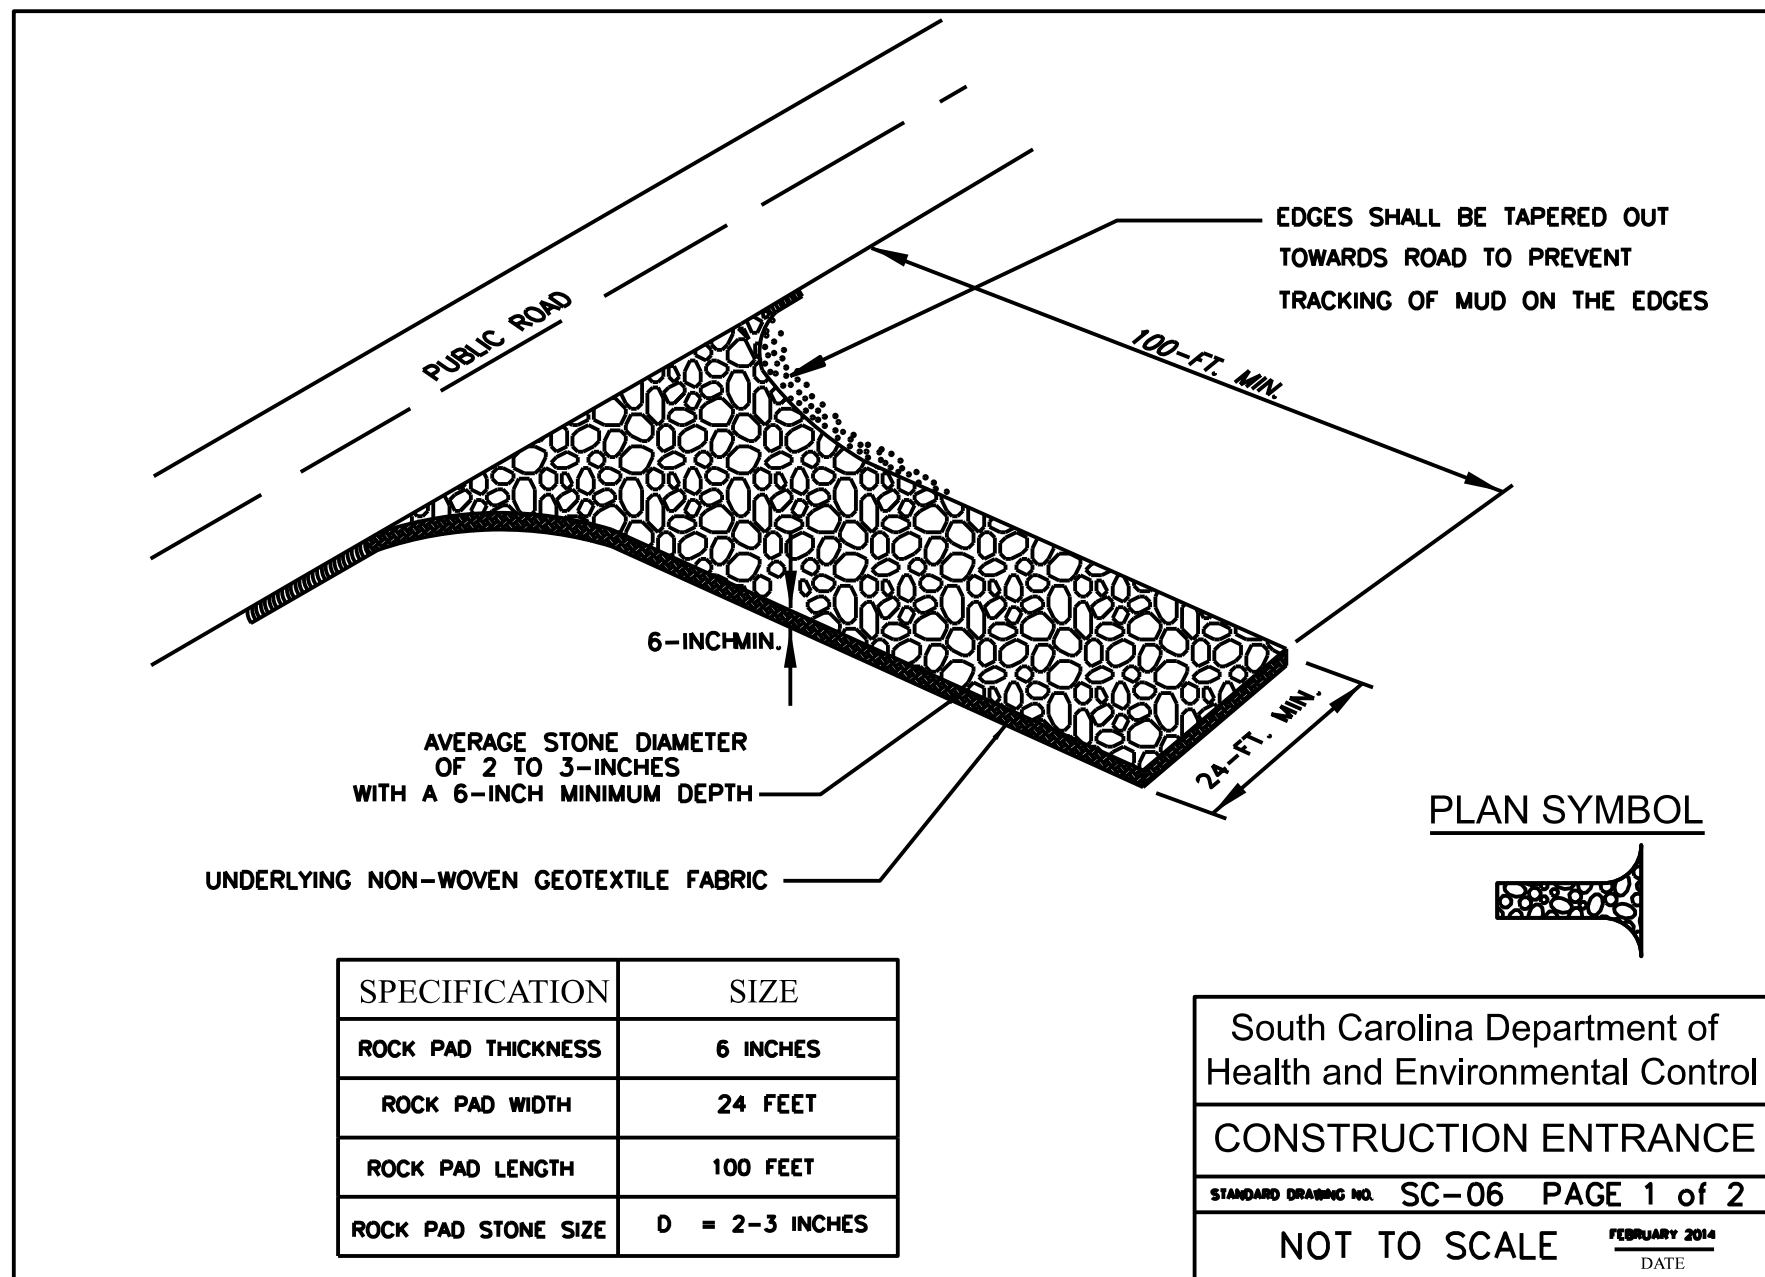 EDGES SHALL BE TAPERED OUT
TOWARDS ROAD TO PREVENT
TRACKING OF MUD ON THE EDGES
PUBLIC ROAD
100-FT. MIN.
6-INCHMIN.
24-FT. MIN.
AVERAGE STONE DIAMETER
OF 2 TO 3-INCHES
WITH A 6-INCH MINIMUM DEPTH
UNDERLYING NON-WOVEN GEOTEXTILE FABRIC
PLAN SYMBOL
SPECIFICATION SIZE
ROCK PAD THICKNESS 6 INCHES
ROCK PAD WIDTH 24 FEET
ROCK PAD LENGTH 100 FEET
ROCK PAD STONE SIZE D = 2-3 INCHES
South Carolina Department of
Health and Environmental Control
CONSTRUCTION ENTRANCE
STANDARD DRAWING NO. SC-06 PAGE 1 of 2
NOT TO SCALE FEBRUARY 2014
DATE